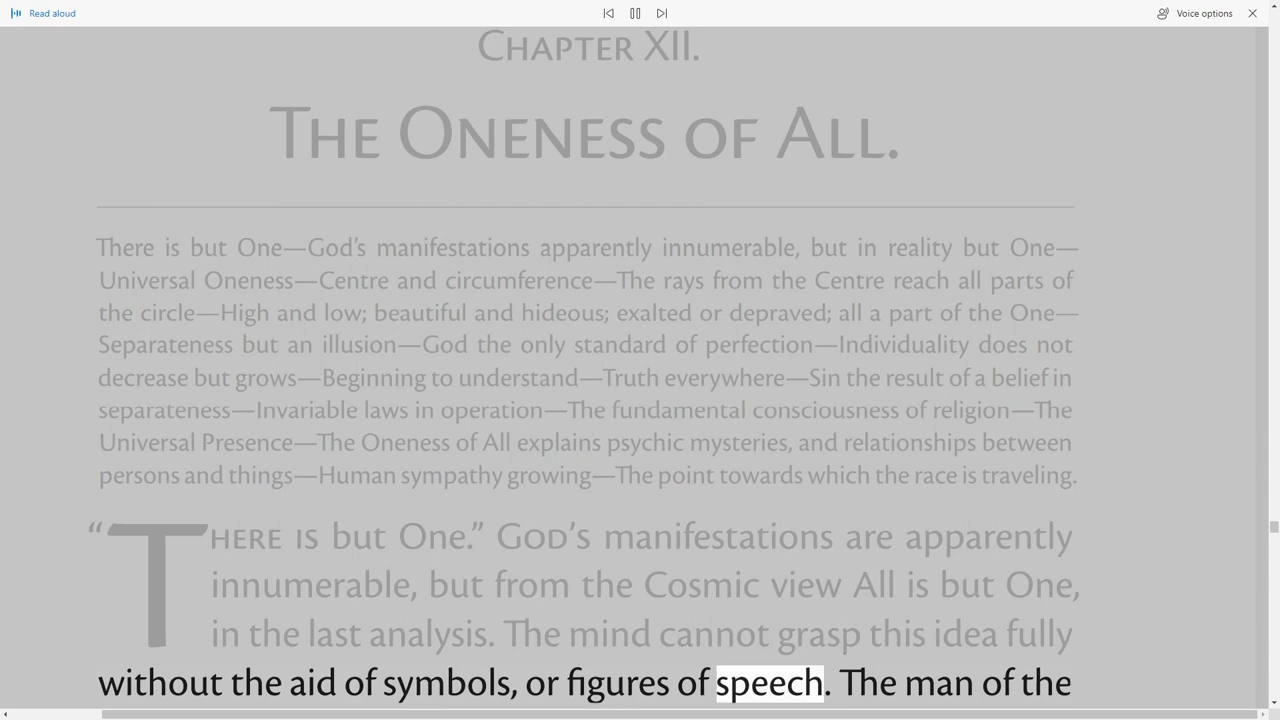 Read aloud
Voice options
Chapter XII.
The Oneness of All.
There is but One—God’s manifestations apparently innumerable, but in reality but One—
Universal Oneness—Centre and circumference—The rays from the Centre reach all parts of
the circle—High and low; beautiful and hideous; exalted or depraved; all a part of the One—
Separateness but an illusion—God the only standard of perfection—Individuality does not
decrease but grows—Beginning to understand—Truth everywhere—Sin the result of a belief in
separateness—Invariable laws in operation—The fundamental consciousness of religion—The
Universal Presence—The Oneness of All explains psychic mysteries, and relationships between
persons and things—Human sympathy growing—The point towards which the race is traveling.
“There is but One.” God’s manifestations are apparently
innumerable, but from the Cosmic view All is but One,
in the last analysis. The mind cannot grasp this idea fully
without the aid of symbols, or figures of speech. The man of the